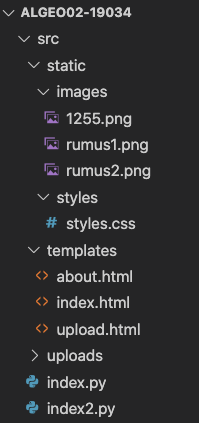 ALGEO02-19034
src
static
images
1255.png
rumus1.png
rumus2.png
styles
# styles.css
templates
<> about.html
<> index.html
<> upload.html
uploads
index.py
index2.py